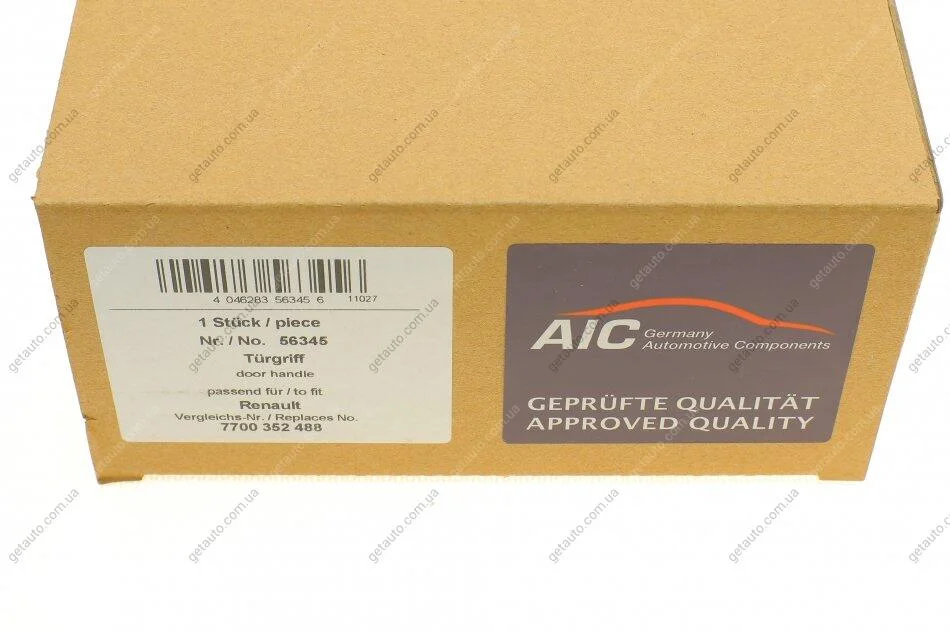 4 046283 56345 6 11027
1 Stück / piece
Nr. / No. 56345
Türgriff
door handle
passend für / to fit
Renault
Vergleichs-Nr. / Replaces No.
7700 352 488
AIC Germany
Automotive Components
GEPRÜFTE QUALITÄT
APPROVED QUALITY
getauto.com.ua